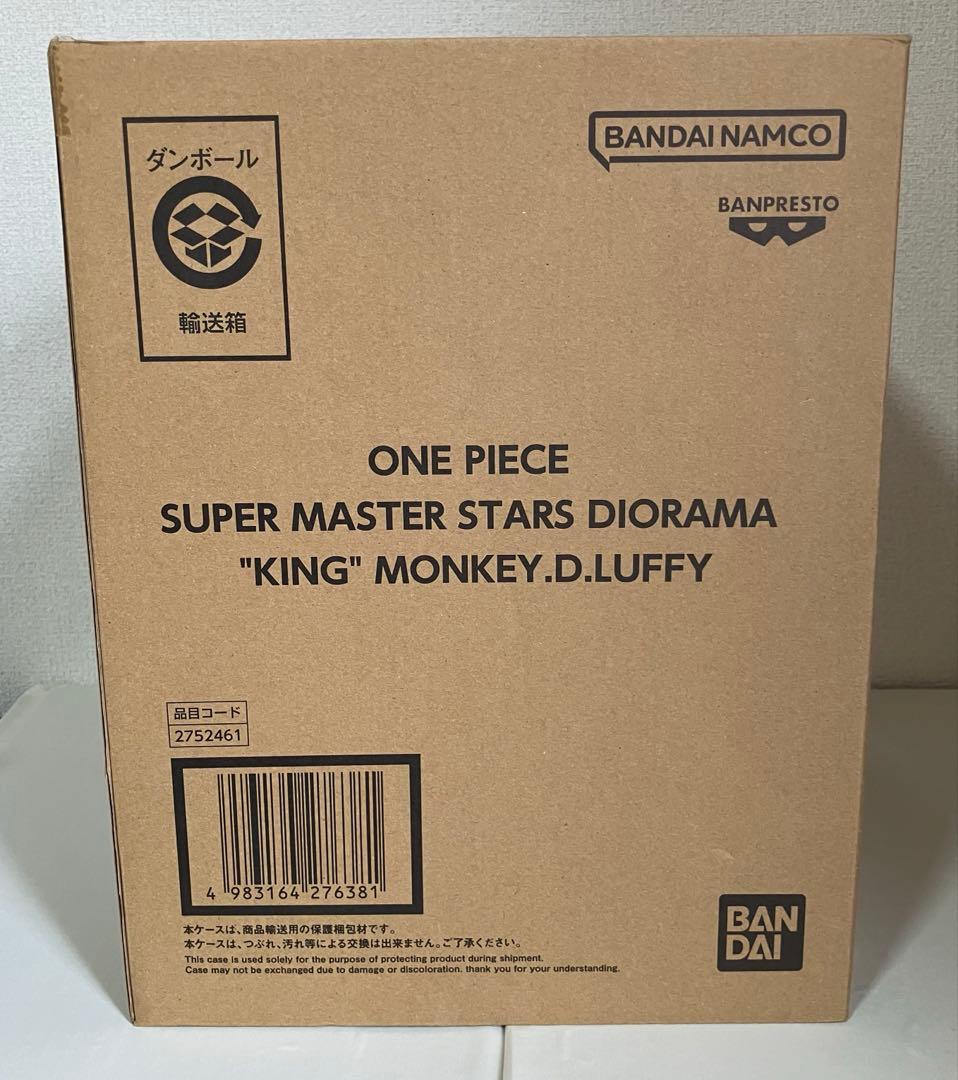 ダンボール
輸送箱
BANDAI NAMCO
BANPRESTO
ONE PIECE
SUPER MASTER STARS DIORAMA
"KING" MONKEY.D.LUFFY
品目コード
2752461
4 983164 276381
本ケースは、商品輸送用の保護梱包材です。
本ケースは、つぶれ、汚れ等による交換は出来ません。ご了承ください。
This case is used solely for the purpose of protecting product during shipment.
Case may not be exchanged due to damage or discoloration. thank you for your understanding.
BAN
DAI